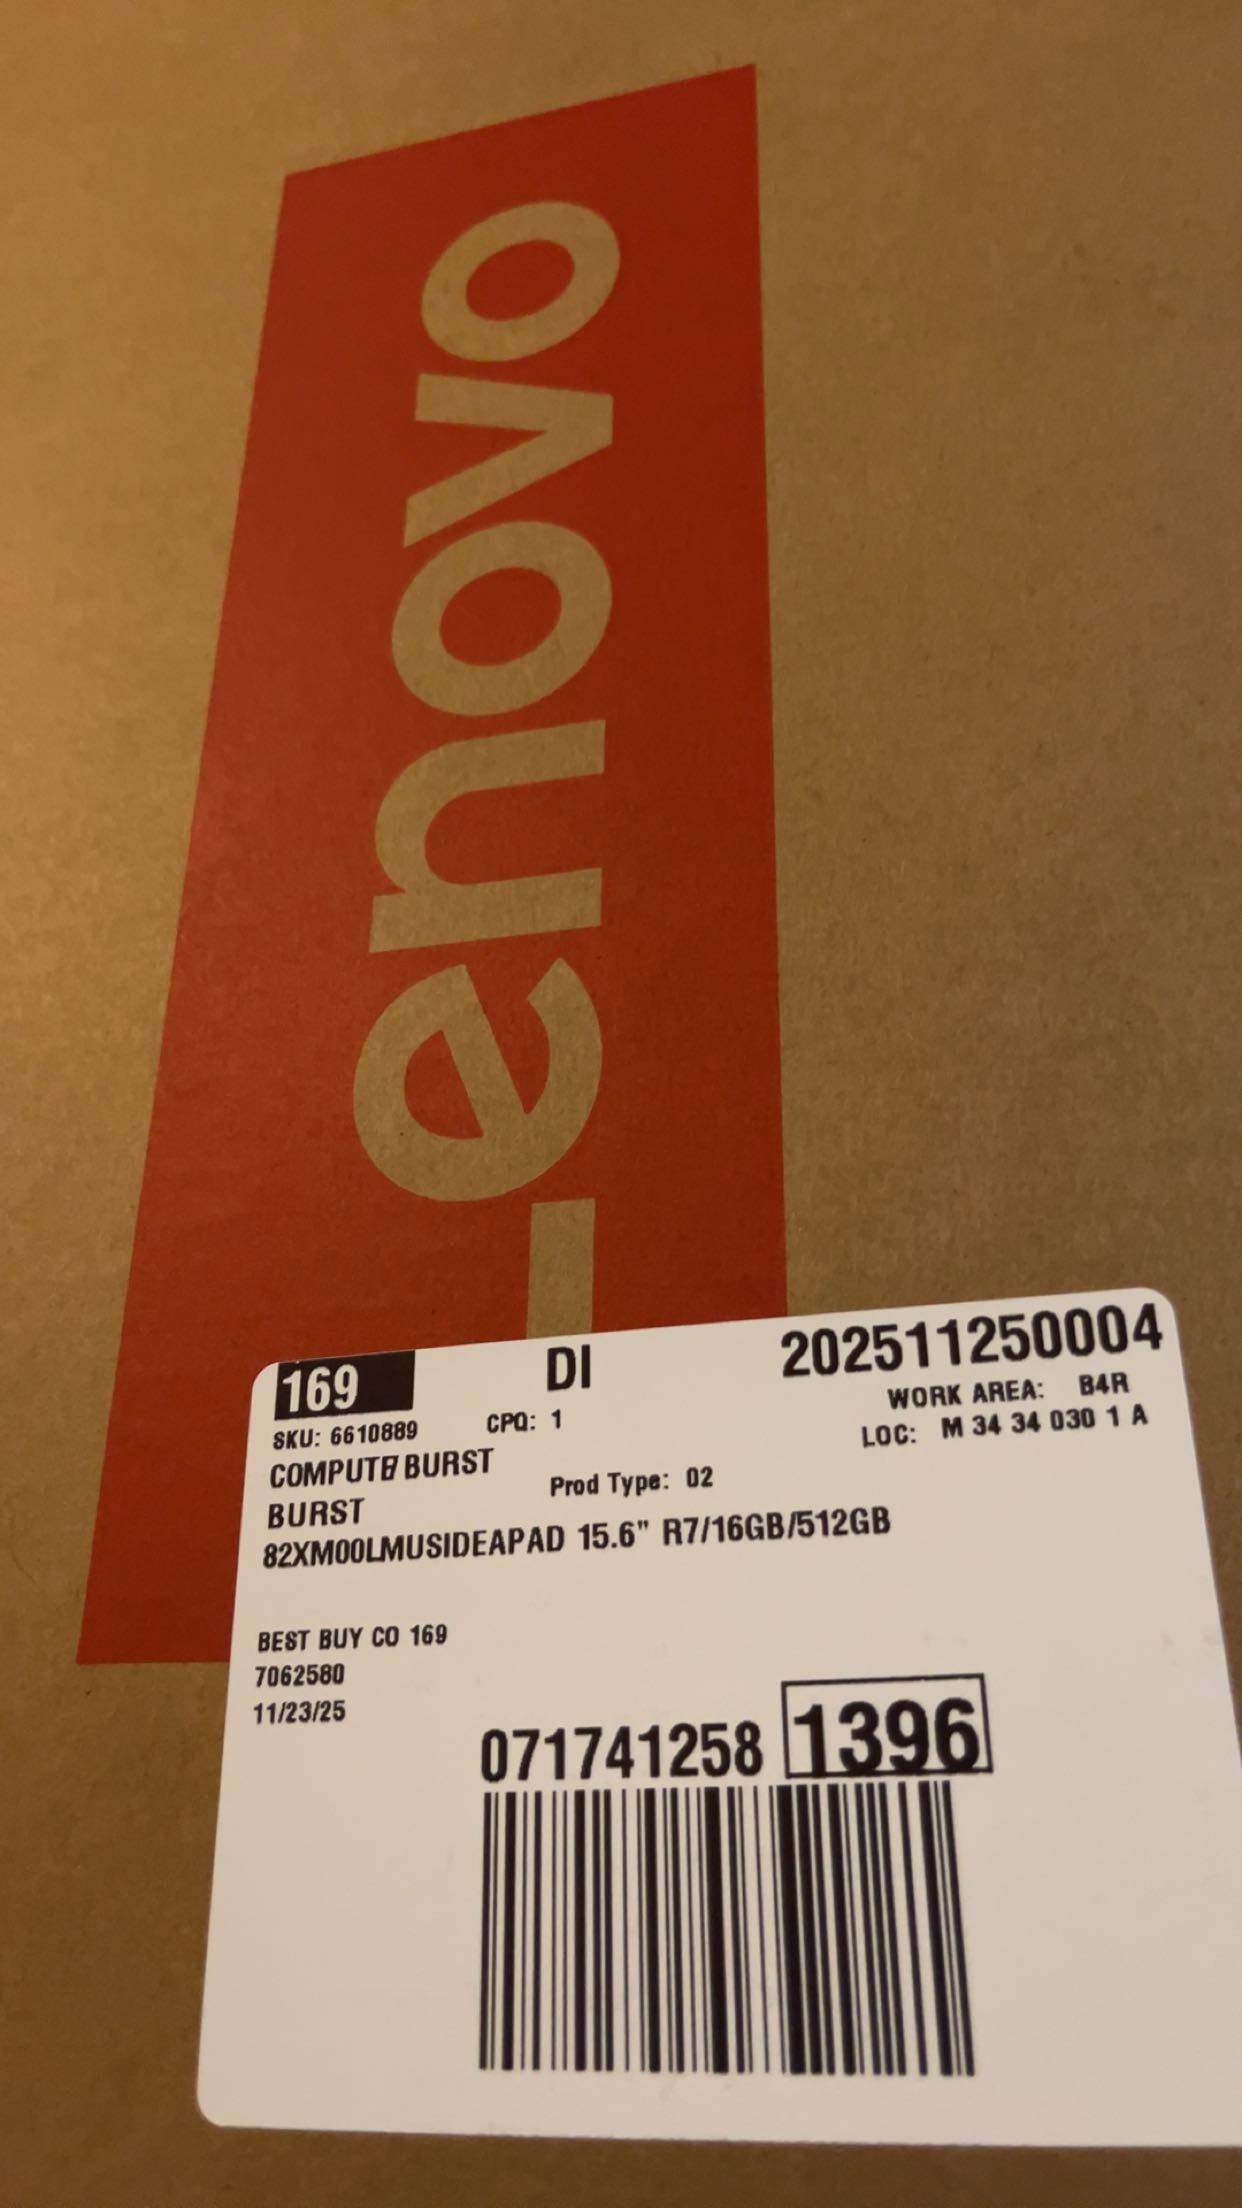 Lenovo
169 DI 202511250004
WORK AREA: B4R
SKU: 6610889 CPQ: 1 LOC: M 34 34 030 1 A
COMPUTE/BURST
BURST Prod Type: 02
82XM00LMUSIDEAPAD 15.6" R7/16GB/512GB
BEST BUY CO 169
7062580
11/23/25
071741258 1396